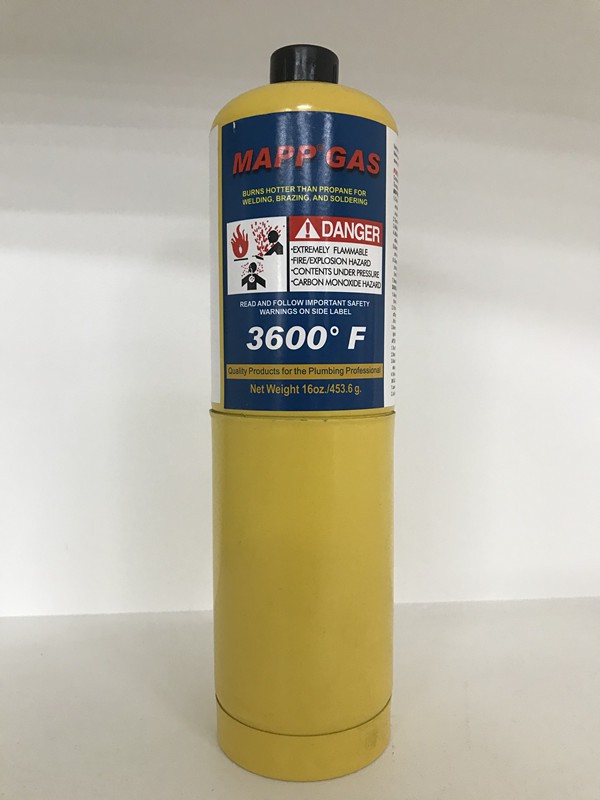 MAPP® GAS
BURNS HOTTER THAN PROPANE FOR
WELDING, BRAZING, AND SOLDERING
DANGER
•EXTREMELY FLAMMABLE
•FIRE/EXPLOSION HAZARD
•CONTENTS UNDER PRESSURE
•CARBON MONOXIDE HAZARD
READ AND FOLLOW IMPORTANT SAFETY
WARNINGS ON SIDE LABEL
3600° F
Quality Products for the Plumbing Professional
Net Weight 16oz./453.6 g.